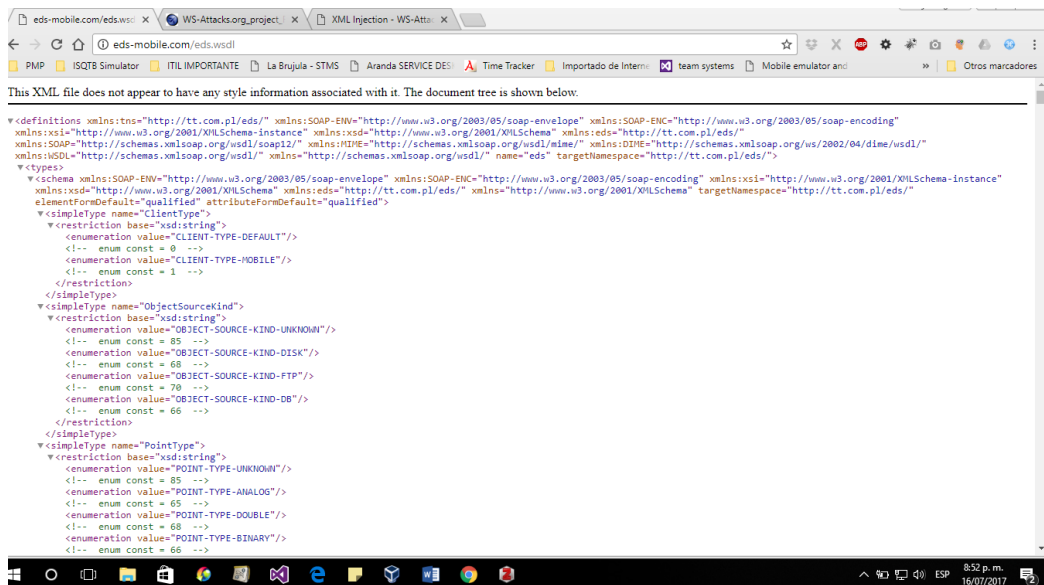 eds-mobile.com/eds.wsdl
WS-Attacks.org_project_
XML Injection - WS-Attac
eds-mobile.com/eds.wsdl
ABP
PMP
ISQTB Simulator
ITIL IMPORTANTE
La Brujula - STMS
Aranda SERVICE DES
Time Tracker
Importado de Interne
team systems
Mobile emulator and
»
Otros marcadores
This XML file does not appear to have any style information associated with it. The document tree is shown below.
▼<definitions xmlns:tns="http://tt.com.pl/eds/" xmlns:SOAP-ENV="http://www.w3.org/2003/05/soap-envelope" xmlns:SOAP-ENC="http://www.w3.org/2003/05/soap-encoding"
xmlns:xsi="http://www.w3.org/2001/XMLSchema-instance" xmlns:xsd="http://www.w3.org/2001/XMLSchema" xmlns:eds="http://tt.com.pl/eds/"
xmlns:SOAP="http://schemas.xmlsoap.org/wsdl/soap12/" xmlns:MIME="http://schemas.xmlsoap.org/wsdl/mime/" xmlns:DIME="http://schemas.xmlsoap.org/ws/2002/04/dime/wsdl/"
xmlns:WSDL="http://schemas.xmlsoap.org/wsdl/" xmlns="http://schemas.xmlsoap.org/wsdl/" name="eds" targetNamespace="http://tt.com.pl/eds/">
▼<types>
▼<schema xmlns:SOAP-ENV="http://www.w3.org/2003/05/soap-envelope" xmlns:SOAP-ENC="http://www.w3.org/2003/05/soap-encoding" xmlns:xsi="http://www.w3.org/2001/XMLSchema-instance"
xmlns:xsd="http://www.w3.org/2001/XMLSchema" xmlns:eds="http://tt.com.pl/eds/" xmlns="http://www.w3.org/2001/XMLSchema" targetNamespace="http://tt.com.pl/eds/"
elementFormDefault="qualified" attributeFormDefault="qualified">
▼<simpleType name="ClientType">
▼<restriction base="xsd:string">
<enumeration value="CLIENT-TYPE-DEFAULT"/>
<!-- enum const = 0 -->
<enumeration value="CLIENT-TYPE-MOBILE"/>
<!-- enum const = 1 -->
</restriction>
</simpleType>
▼<simpleType name="ObjectSourceKind">
▼<restriction base="xsd:string">
<enumeration value="OBJECT-SOURCE-KIND-UNKNOWN"/>
<!-- enum const = 85 -->
<enumeration value="OBJECT-SOURCE-KIND-DISK"/>
<!-- enum const = 68 -->
<enumeration value="OBJECT-SOURCE-KIND-FTP"/>
<!-- enum const = 70 -->
<enumeration value="OBJECT-SOURCE-KIND-DB"/>
<!-- enum const = 66 -->
</restriction>
</simpleType>
▼<simpleType name="PointType">
▼<restriction base="xsd:string">
<enumeration value="POINT-TYPE-UNKNOWN"/>
<!-- enum const = 85 -->
<enumeration value="POINT-TYPE-ANALOG"/>
<!-- enum const = 65 -->
<enumeration value="POINT-TYPE-DOUBLE"/>
<!-- enum const = 68 -->
<enumeration value="POINT-TYPE-BINARY"/>
<!-- enum const = 66 -->
ESP
8:52 p. m.
16/07/2017